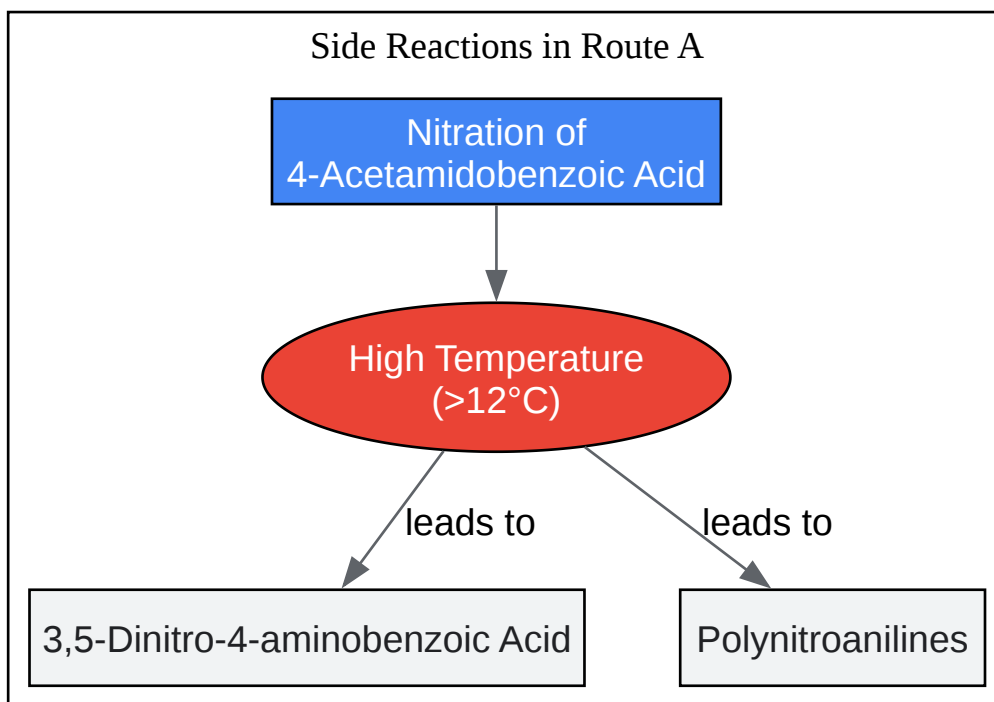 Side Reactions in Route A
Nitration of
4-Acetamidobenzoic Acid
High Temperature
(>12°C)
leads to
leads to
3,5-Dinitro-4-aminobenzoic Acid
Polynitroanilines